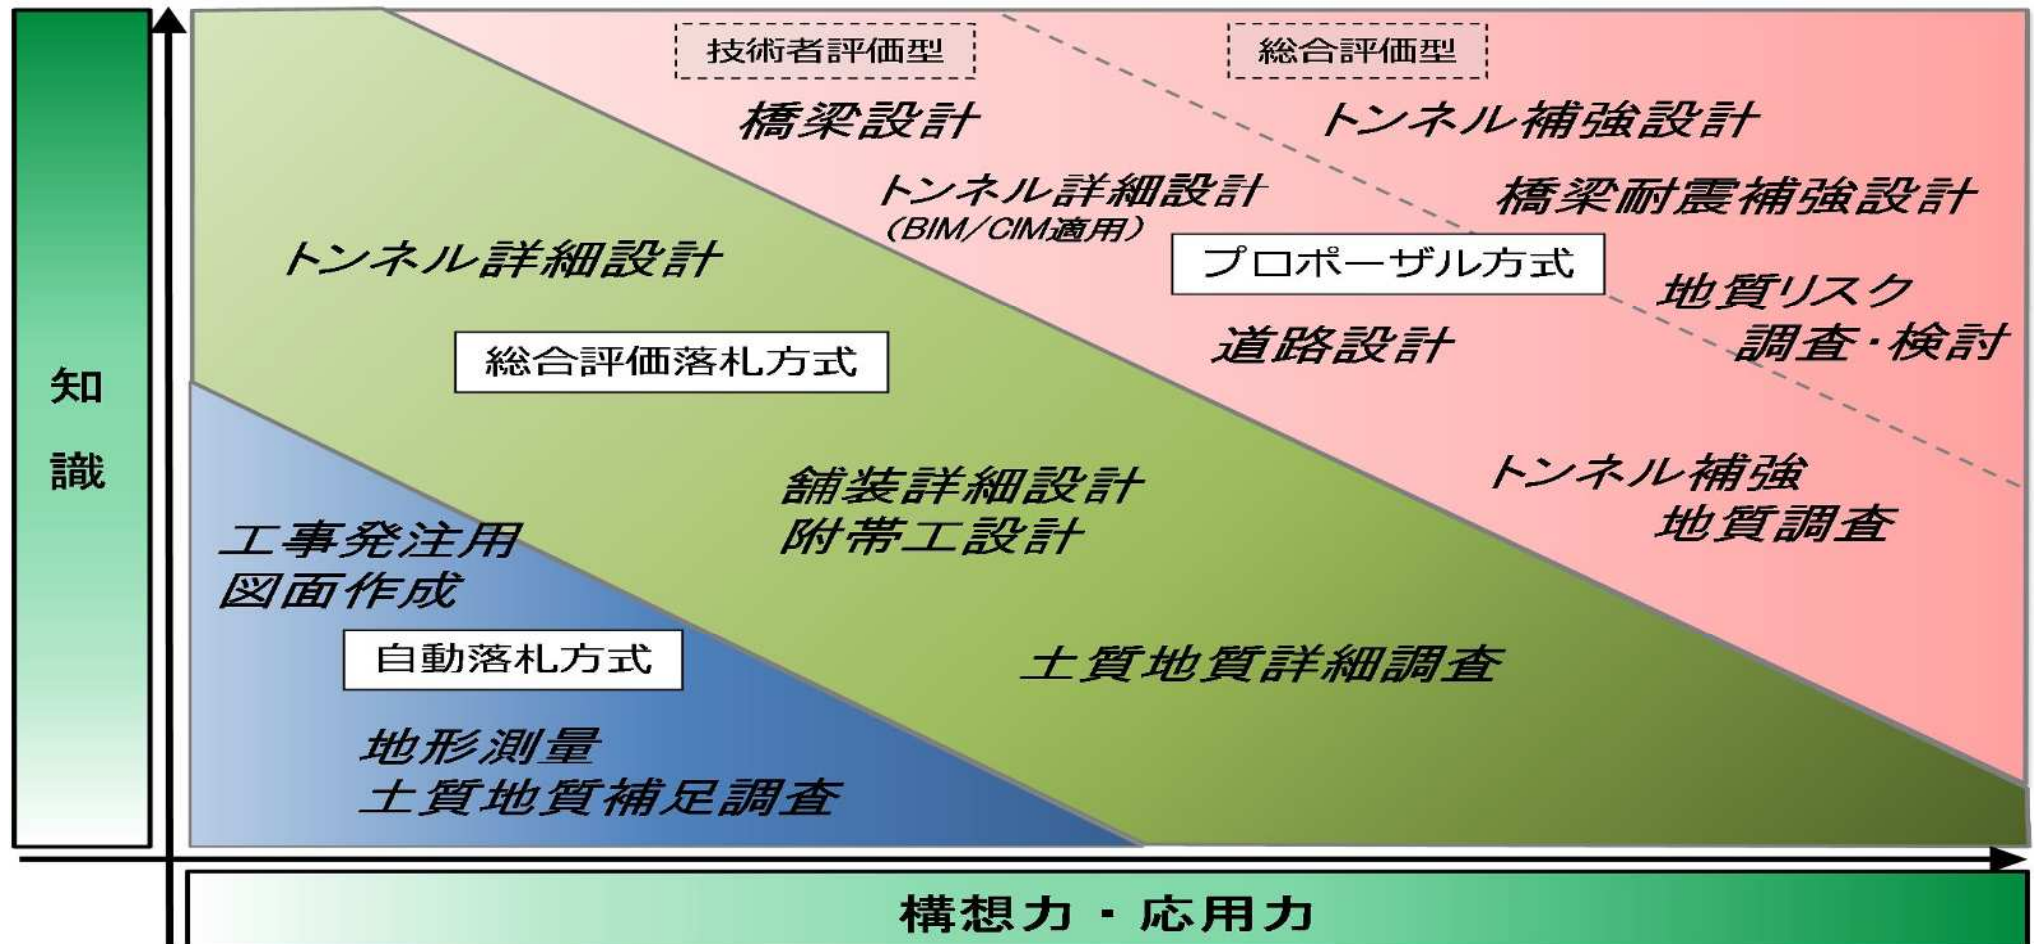 技術者評価型
総合評価型
橋梁設計
トンネル補強設計
トンネル詳細設計
(BIM/CIM適用)
橋梁耐震補強設計
トンネル詳細設計
プロポーザル方式
地質リスク
調査・検討
道路設計
総合評価落札方式
知
識
舗装詳細設計
附帯工設計
トンネル補強
地質調査
工事発注用
図面作成
自動落札方式
土質地質詳細調査
地形測量
土質地質補足調査
構想力・応用力